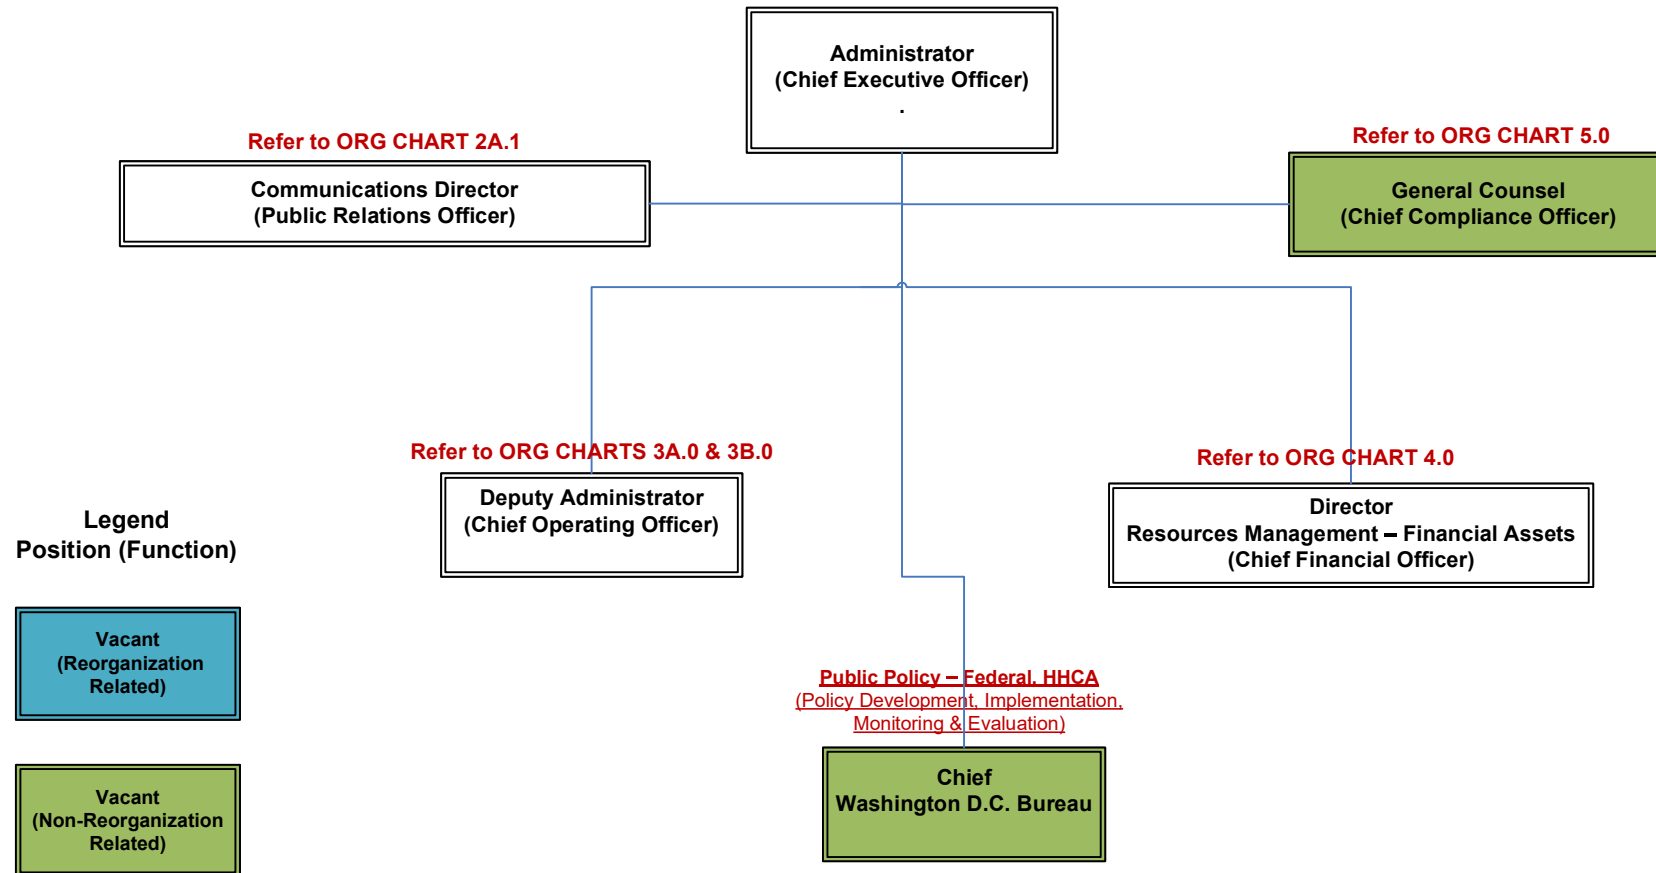 Administrator
(Chief Executive Officer)
.
Refer to ORG CHART 2A.1
Communications Director
(Public Relations Officer)
Refer to ORG CHART 5.0
General Counsel
(Chief Compliance Officer)
Refer to ORG CHARTS 3A.0 & 3B.0
Deputy Administrator
(Chief Operating Officer)
Refer to ORG CHART 4.0
Director
Resources Management – Financial Assets
(Chief Financial Officer)
Legend
Position (Function)
Vacant
(Reorganization
Related)
Vacant
(Non-Reorganization
Related)
Public Policy – Federal, HHCA
(Policy Development, Implementation,
Monitoring & Evaluation)
Chief
Washington D.C. Bureau